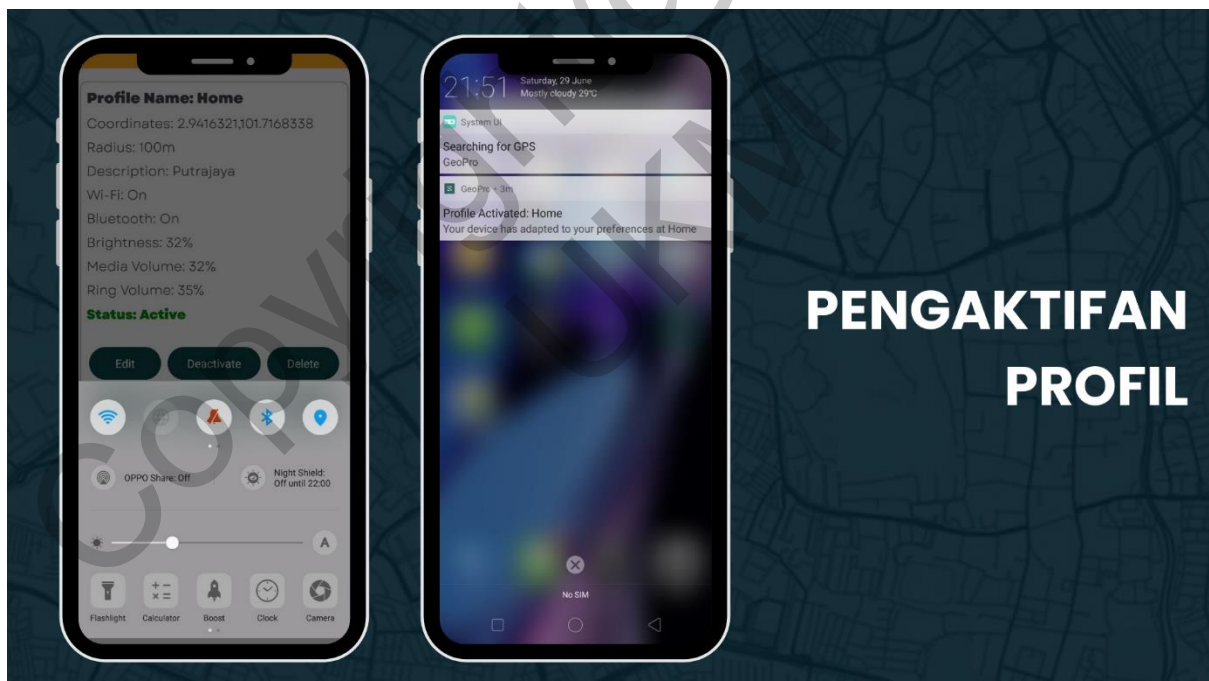 Profile Name: Home
Coordinates: 2.9416321,101.7168338
Radius: 100m
Description: Putrajaya
Wi-Fi: On
Bluetooth: On
Brightness: 32%
Media Volume: 32%
Ring Volume: 35%
Status: Active
Edit Deactivate Delete
OPPO Share: Off
Night Shield:
Off until 22:00
A
Flashlight Calculator Boost Clock Camera
21:51
Saturday, 29 June
Mostly cloudy 29°C
System UI
Searching for GPS
GeoPro
GeoPro • 3m
Profile Activated: Home
Your device has adapted to your preferences at Home
No SIM
PENGAKTIFAN
PROFIL
UKM